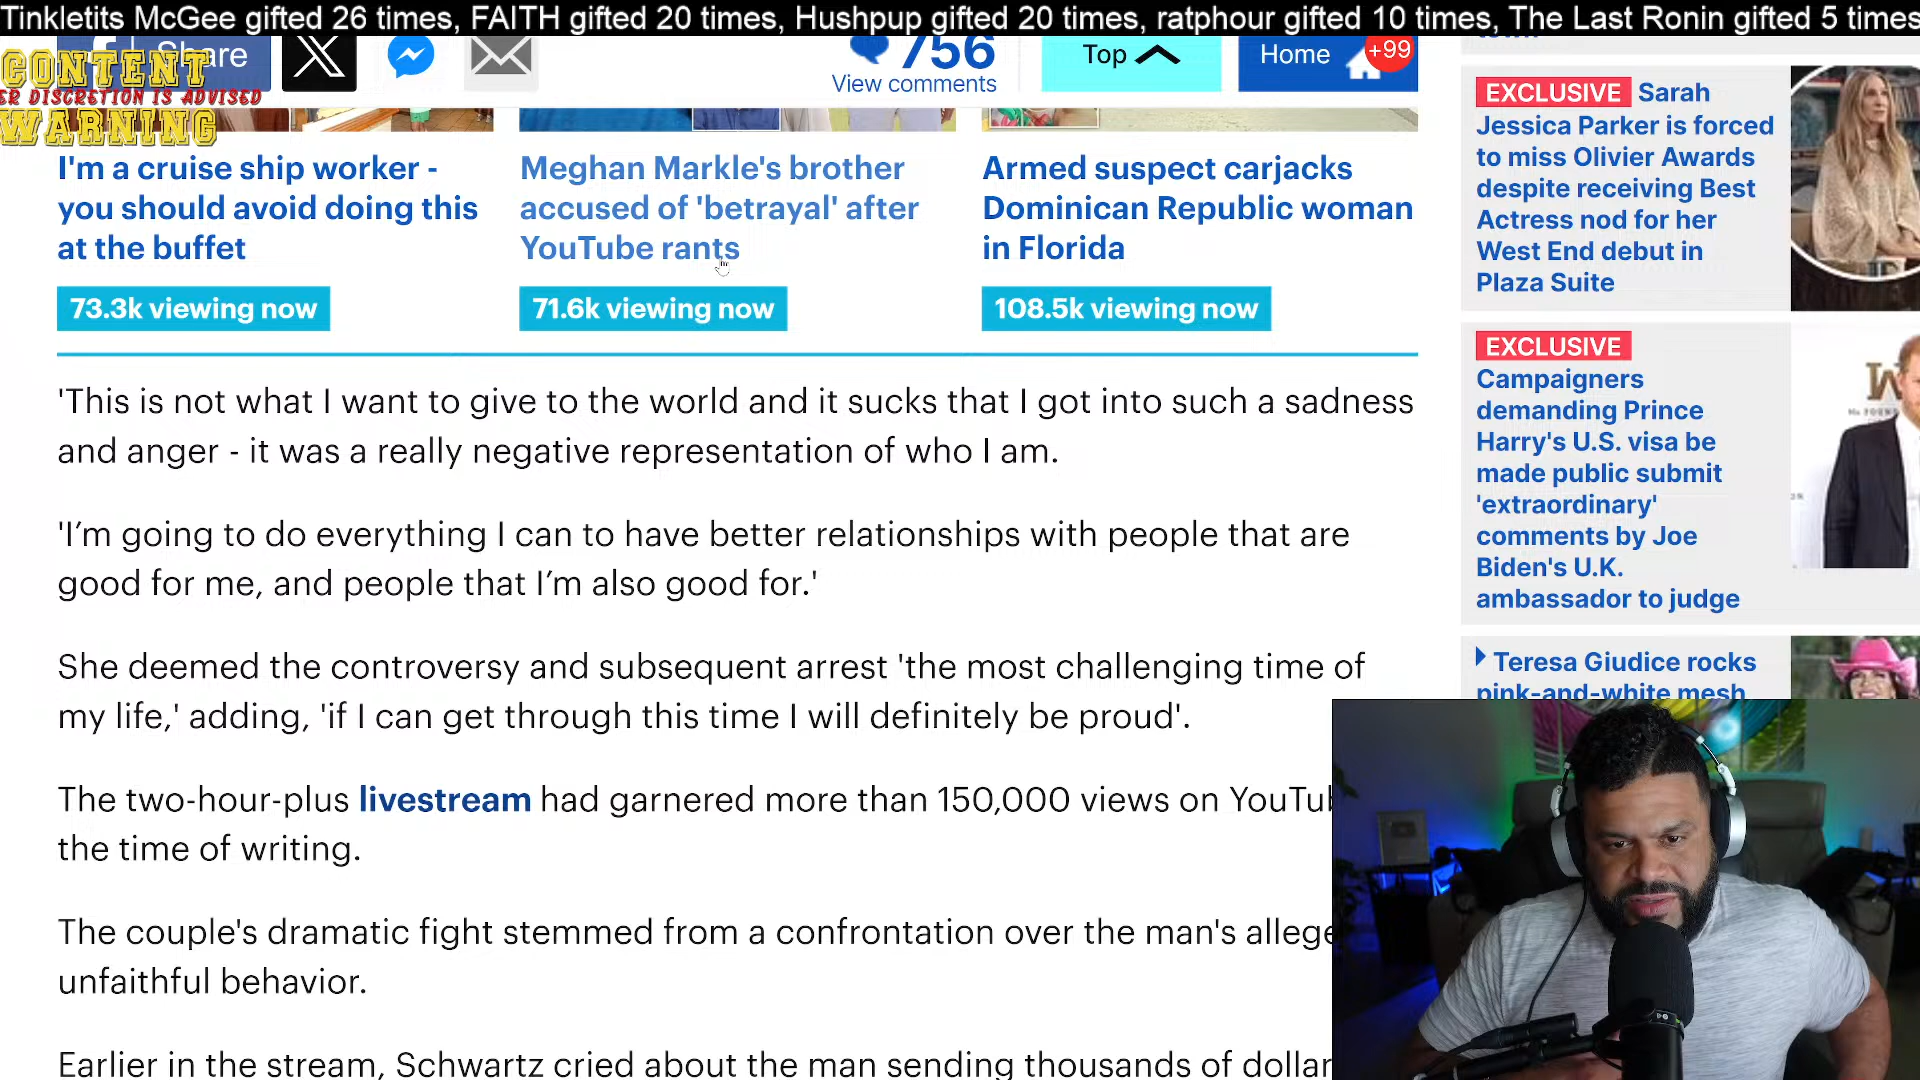 Tinkletits McGee gifted 26 times, FAITH gifted 20 times, Hushpup gifted 20 times, ratphour gifted 10 times, The Last Ronin gifted 5 times
Share
756
View comments
Top
Home
+99
CONTENT
ER DISCRETION IS ADVISED
WARNING
I'm a cruise ship worker -
you should avoid doing this
at the buffet
73.3k viewing now
Meghan Markle's brother
accused of 'betrayal' after
YouTube rants
71.6k viewing now
Armed suspect carjacks
Dominican Republic woman
in Florida
108.5k viewing now
'This is not what I want to give to the world and it sucks that I got into such a sadness
and anger - it was a really negative representation of who I am.
'I’m going to do everything I can to have better relationships with people that are
good for me, and people that I’m also good for.'
She deemed the controversy and subsequent arrest 'the most challenging time of
my life,' adding, 'if I can get through this time I will definitely be proud'.
The two-hour-plus livestream had garnered more than 150,000 views on YouTub
the time of writing.
The couple's dramatic fight stemmed from a confrontation over the man's allege
unfaithful behavior.
Earlier in the stream, Schwartz cried about the man sending thousands of dollar
EXCLUSIVE Sarah
Jessica Parker is forced
to miss Olivier Awards
despite receiving Best
Actress nod for her
West End debut in
Plaza Suite
EXCLUSIVE
Campaigners
demanding Prince
Harry's U.S. visa be
made public submit
'extraordinary'
comments by Joe
Biden's U.K.
ambassador to judge
Teresa Giudice rocks
pink-and-white mesh